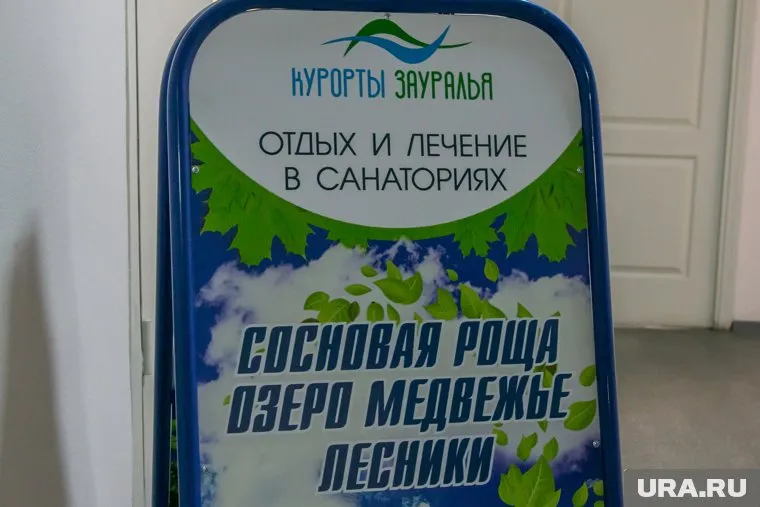 КУРОРТЫ ЗАУРАЛЬЯ
ОТДЫХ И ЛЕЧЕНИЕ
В САНАТОРИЯХ
СОСНОВАЯ РОЩА
ОЗЕРО МЕДВЕЖЬЕ
ЛЕСНИКИ
URA.RU